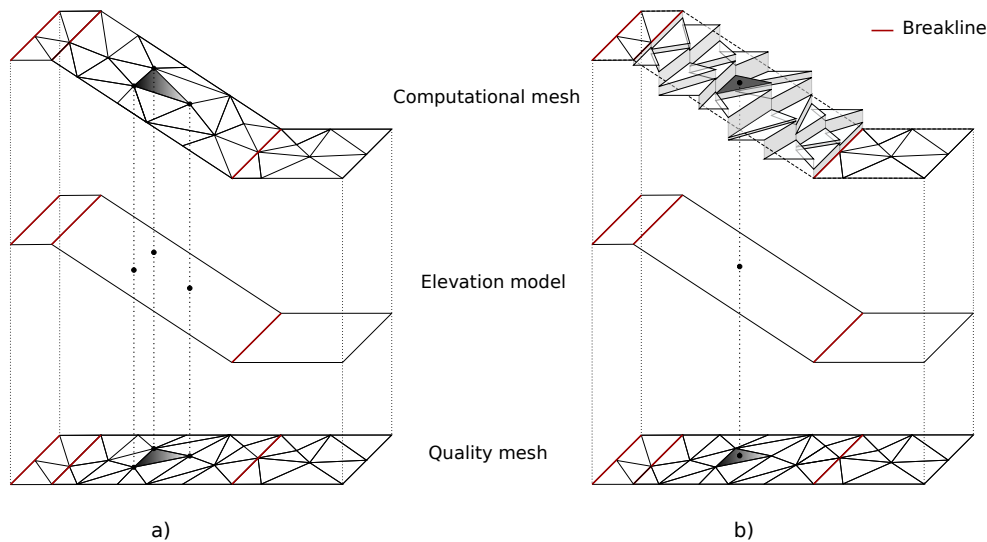 Breakline
Computational mesh
Elevation model
Quality mesh
a)
b)